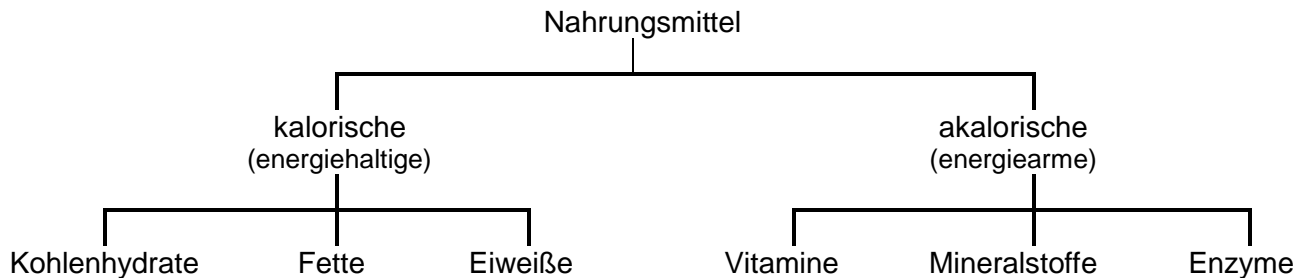 Nahrungsmittel
kalorische
(energiehaltige)
akalorische
(energiearme)
Kohlenhydrate
Fette
Eiweiße
Vitamine
Mineralstoffe
Enzyme